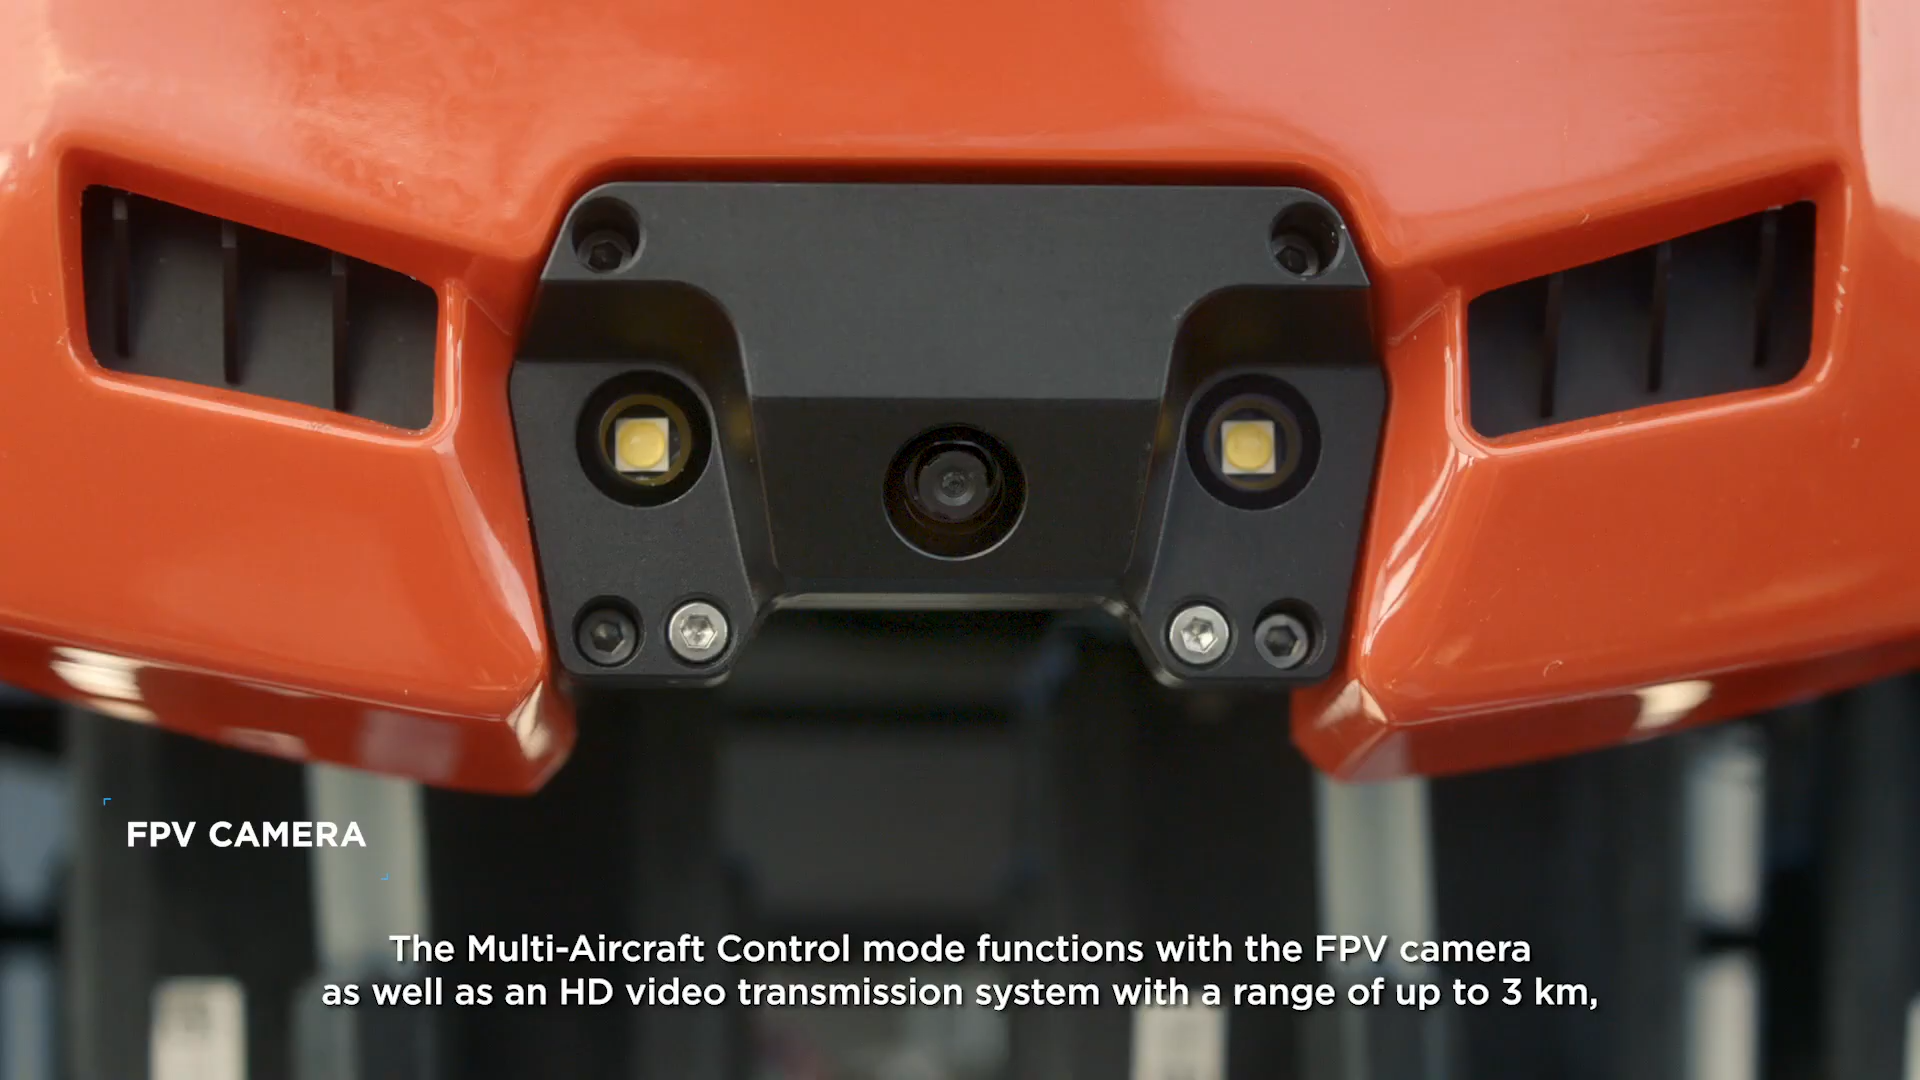 FPV CAMERA
The Multi-Aircraft Control mode functions with the FPV camera
as well as an HD video transmission system with a range of up to 3 km,